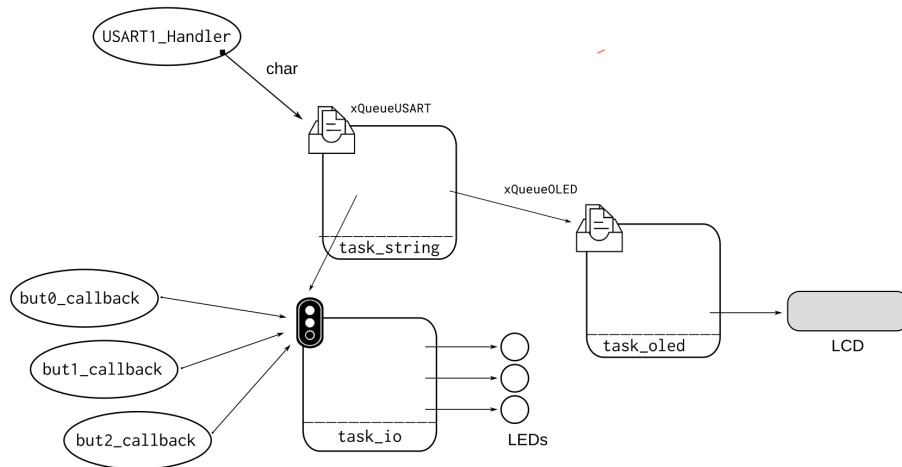 USART1_Handler
char
xQueueUSART
xQueueOLED
task_string
but0_callback
but1_callback
but2_callback
task_io
LEDs
task_oled
LCD